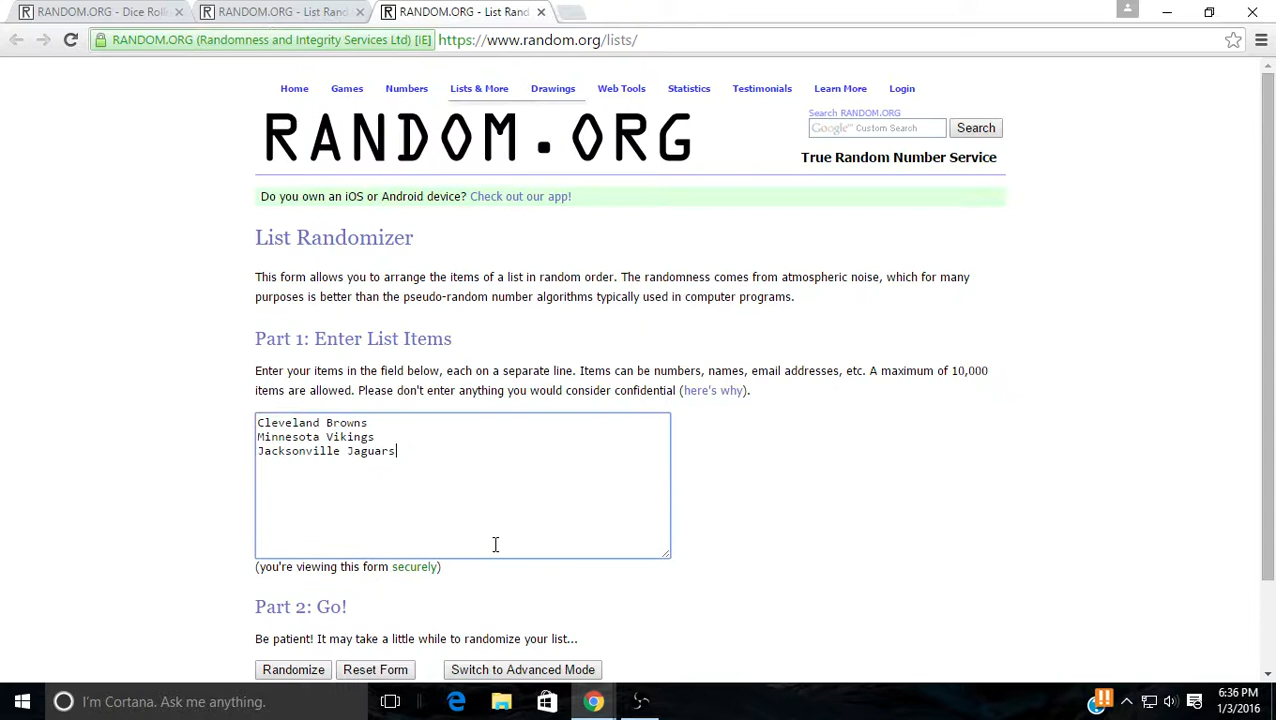 RANDOM.ORG - Dice Roll
RANDOM.ORG - List Rand
RANDOM.ORG - List Rand
RANDOM.ORG (Randomness and Integrity Services Ltd) [IE]
https://www.random.org/lists/
Home Games Numbers Lists & More Drawings Web Tools Statistics Testimonials Learn More Login
RANDOM.ORG
Search RANDOM.ORG
Google™ Custom Search
Search
True Random Number Service
Do you own an iOS or Android device? Check out our app!
List Randomizer
This form allows you to arrange the items of a list in random order. The randomness comes from atmospheric noise, which for many
purposes is better than the pseudo-random number algorithms typically used in computer programs.
Part 1: Enter List Items
Enter your items in the field below, each on a separate line. Items can be numbers, names, email addresses, etc. A maximum of 10,000
items are allowed. Please don't enter anything you would consider confidential (here's why).
Cleveland Browns
Minnesota Vikings
Jacksonville Jaguars
(you're viewing this form securely)
Part 2: Go!
Be patient! It may take a little while to randomize your list...
Randomize Reset Form Switch to Advanced Mode
I'm Cortana. Ask me anything.
6:36 PM
1/3/2016